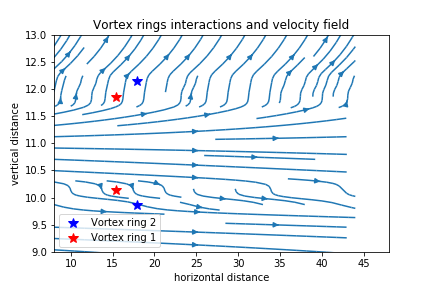 Vortex rings interactions and velocity field
vertical distance
13.0
12.5
12.0
11.5
11.0
10.5
10.0
9.5
9.0
Vortex ring 2
Vortex ring 1
10 15 20 25 30 35 40 45
horizontal distance